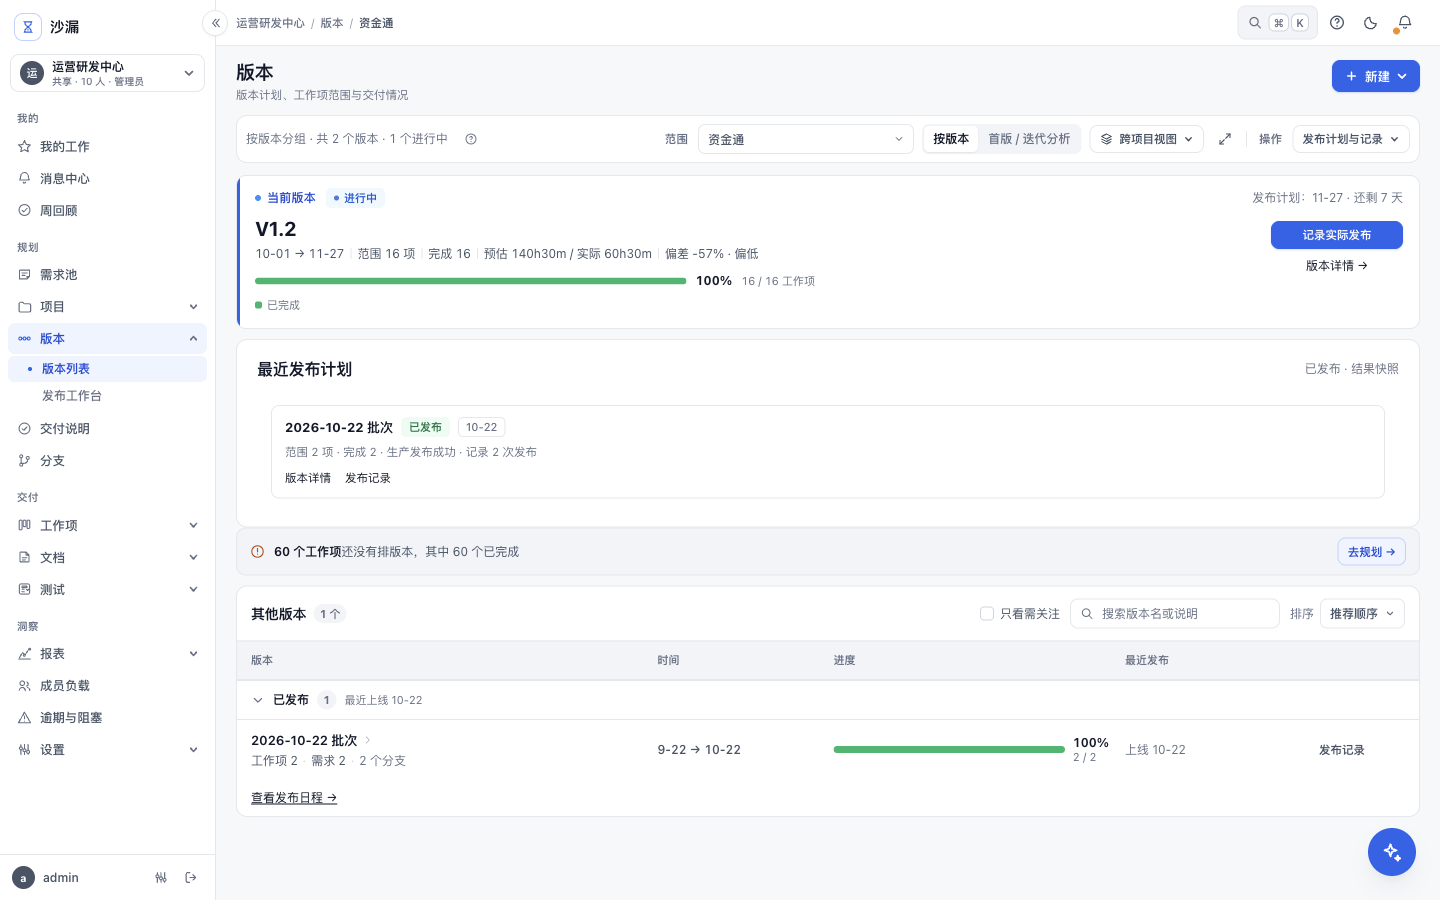 沙漏
运营研发中心 / 版本 / 资金通
⌘ K
运
运营研发中心
共享 · 10 人 · 管理员
我的
我的工作
消息中心
周回顾
规划
需求池
项目
版本
版本列表
发布工作台
交付说明
分支
交付
工作项
文档
测试
洞察
报表
成员负载
逾期与阻塞
设置
a admin
版本
版本计划、工作项范围与交付情况
新建
按版本分组 · 共 2 个版本 · 1 个进行中
范围 资金通
按版本 首版 / 迭代分析
跨项目视图
操作 发布计划与记录
当前版本 进行中
发布计划：11-27 · 还剩 7 天
V1.2
记录实际发布
10-01 → 11-27 范围 16 项 完成 16 预估 140h30m / 实际 60h30m 偏差 -57% · 偏低
版本详情 →
100% 16 / 16 工作项
已完成
最近发布计划
已发布 · 结果快照
2026-10-22 批次 已发布 10-22
范围 2 项 · 完成 2 · 生产发布成功 · 记录 2 次发布
版本详情 发布记录
60 个工作项还没有排版本，其中 60 个已完成
去规划 →
其他版本 1 个
只看需关注
搜索版本名或说明
排序 推荐顺序
版本 时间 进度 最近发布
已发布 1 最近上线 10-22
2026-10-22 批次
工作项 2 · 需求 2 · 2 个分支
9-22 → 10-22
100%
2 / 2
上线 10-22
发布记录
查看发布日程 →